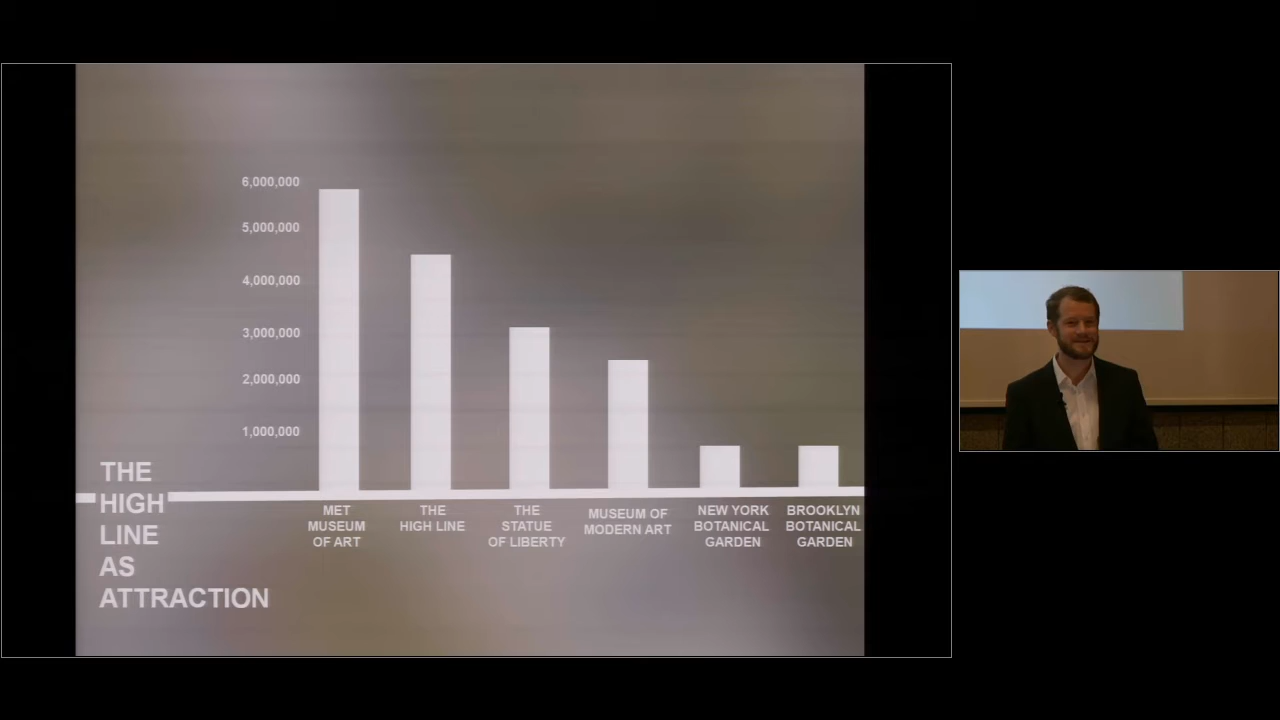 6,000,000
5,000,000
4,000,000
3,000,000
2,000,000
1,000,000
THE
HIGH
LINE
AS
ATTRACTION
MET
MUSEUM
OF ART
THE
HIGH LINE
THE
STATUE
OF LIBERTY
MUSEUM OF
MODERN ART
NEW YORK
BOTANICAL
GARDEN
BROOKLYN
BOTANICAL
GARDEN